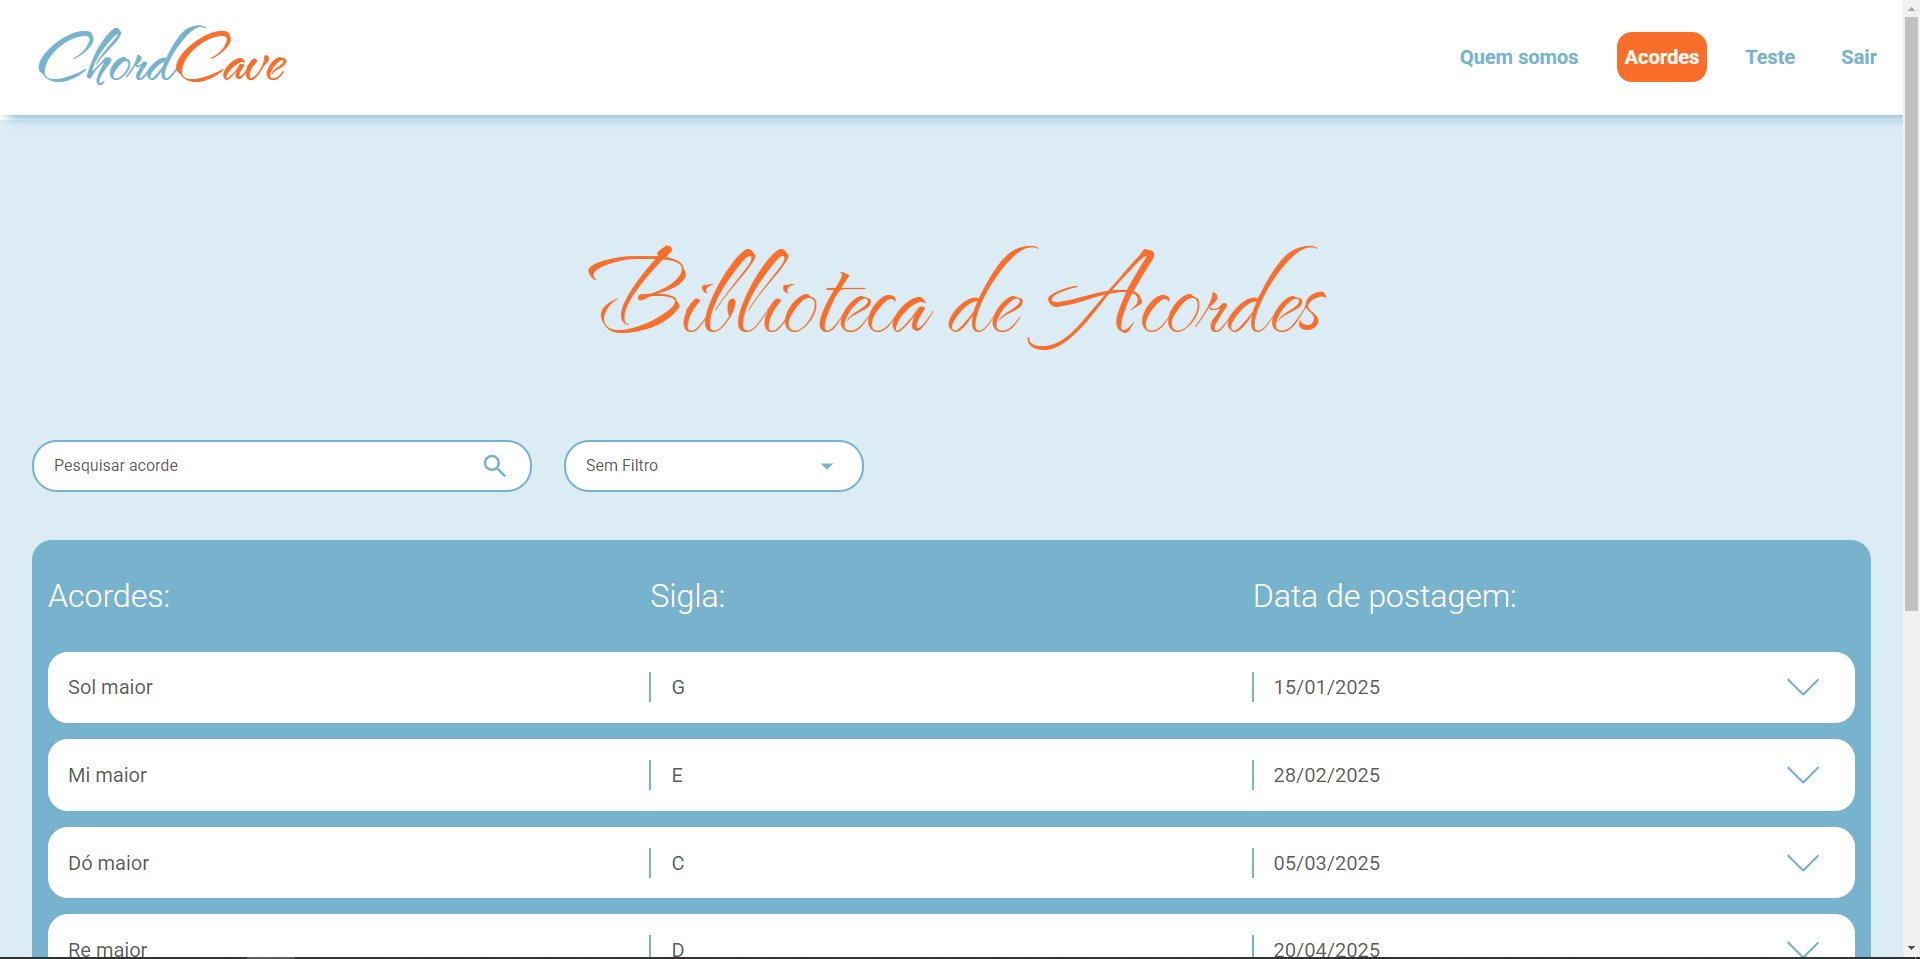 ChordCave
Quem somos Acordes Teste Sair
Biblioteca de Acordes
Pesquisar acorde Sem Filtro
Acordes: Sigla: Data de postagem:
Sol maior G 15/01/2025
Mi maior E 28/02/2025
Dó maior C 05/03/2025
Re maior D 20/04/2025